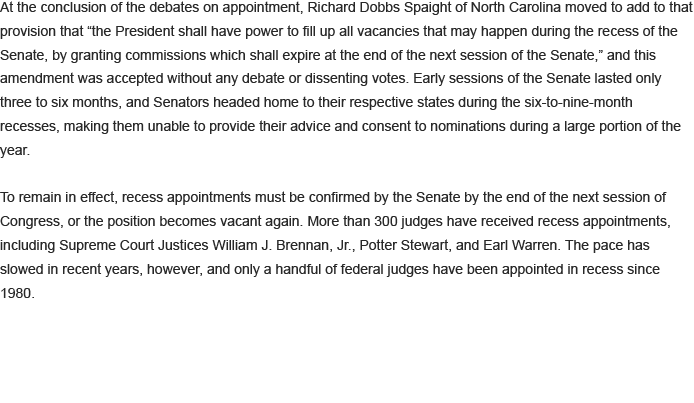 At the conclusion of the debates on appointment, Richard Dobbs Spaight of North Carolina moved to add to that
provision that “the President shall have power to fill up all vacancies that may happen during the recess of the
Senate, by granting commissions which shall expire at the end of the next session of the Senate,” and this
amendment was accepted without any debate or dissenting votes. Early sessions of the Senate lasted only
three to six months, and Senators headed home to their respective states during the six-to-nine-month
recesses, making them unable to provide their advice and consent to nominations during a large portion of the
year.
To remain in effect, recess appointments must be confirmed by the Senate by the end of the next session of
Congress, or the position becomes vacant again. More than 300 judges have received recess appointments,
including Supreme Court Justices William J. Brennan, Jr., Potter Stewart, and Earl Warren. The pace has
slowed in recent years, however, and only a handful of federal judges have been appointed in recess since
1980.